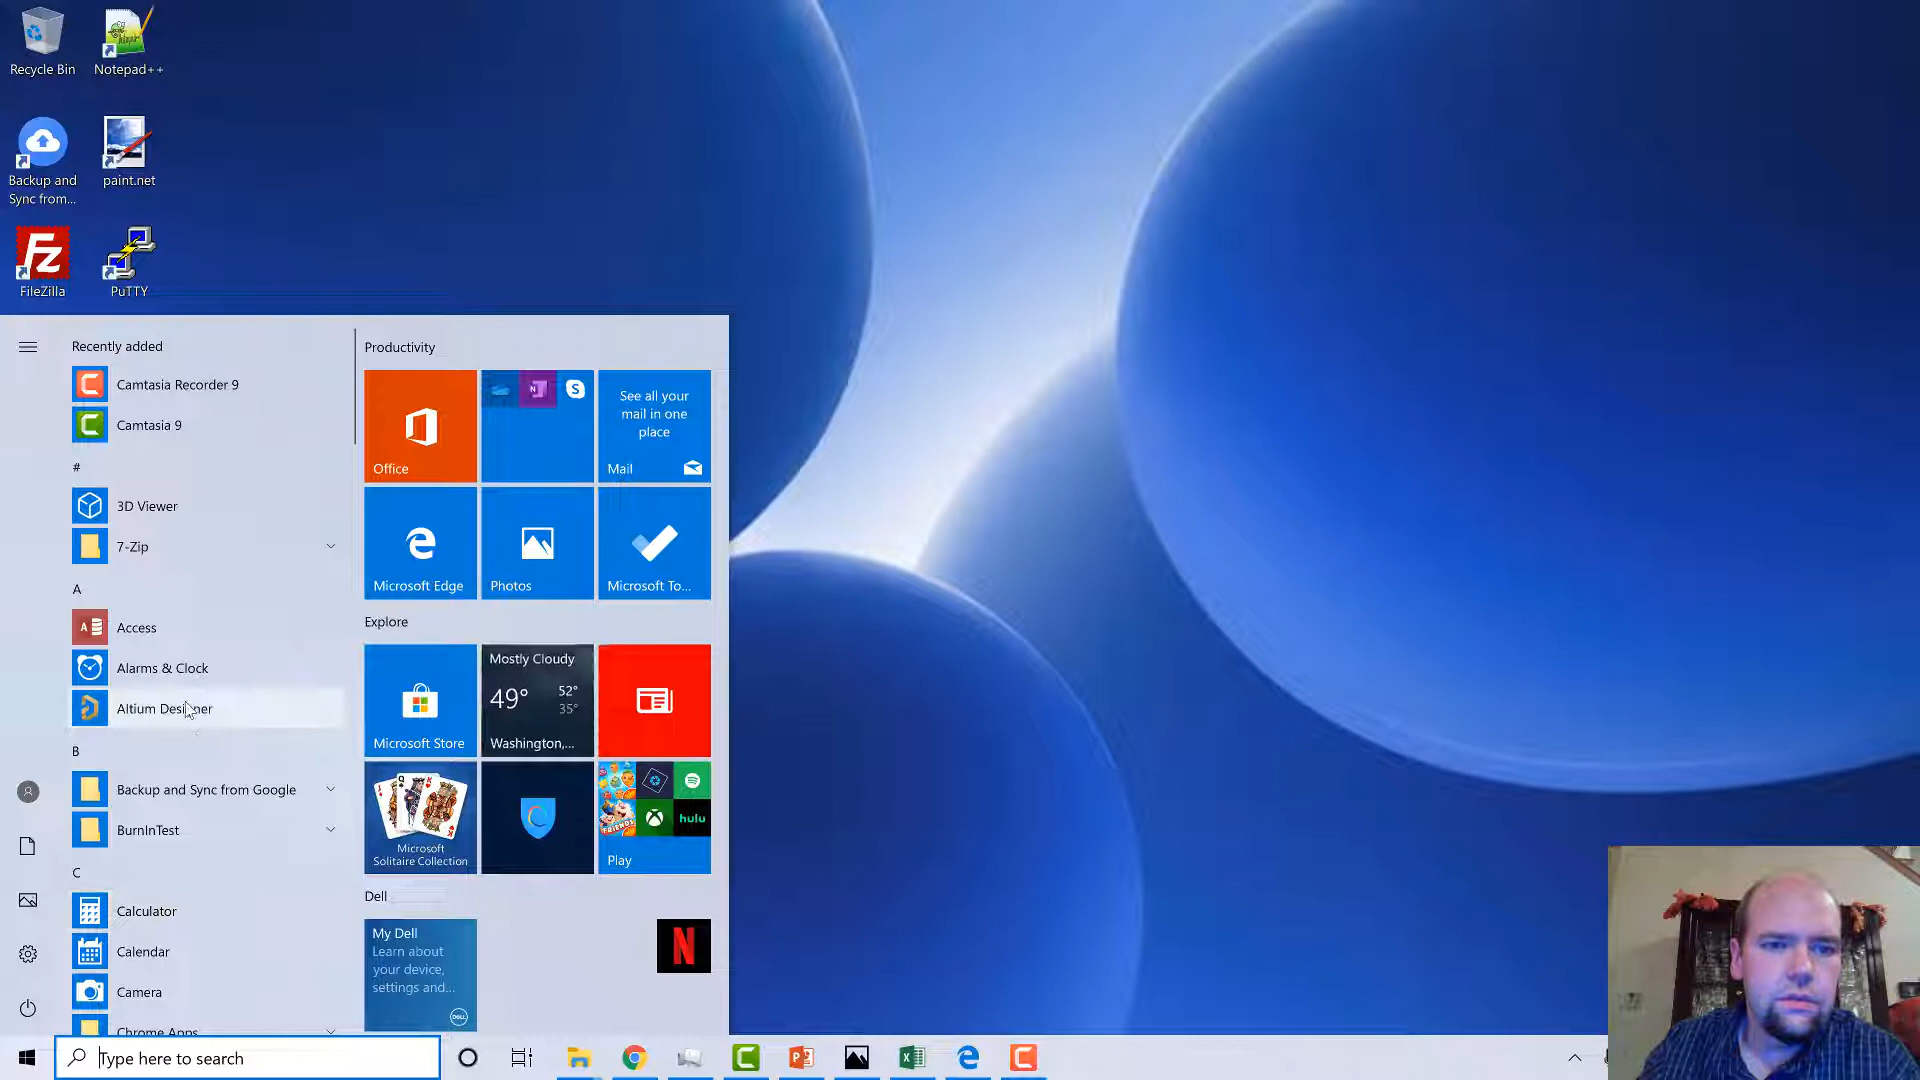 Recycle Bin
Notepad++
Backup and
Sync from...
paint.net
FileZilla
PuTTY
Recently added
Camtasia Recorder 9
Camtasia 9
#
3D Viewer
7-Zip
A
Access
Alarms & Clock
Altium Designer
B
Backup and Sync from Google
BurnInTest
C
Calculator
Calendar
Camera
Chrome Apps
Productivity
Office
See all your
mail in one
place
Mail
Microsoft Edge
Photos
Microsoft To...
Explore
Microsoft Store
Mostly Cloudy
49° 52°
35°
Washington,...
Microsoft
Solitaire Collection
FRIENDS
hulu
Play
Dell
My Dell
Learn about
your device,
settings and...
DELL
N
Type here to search